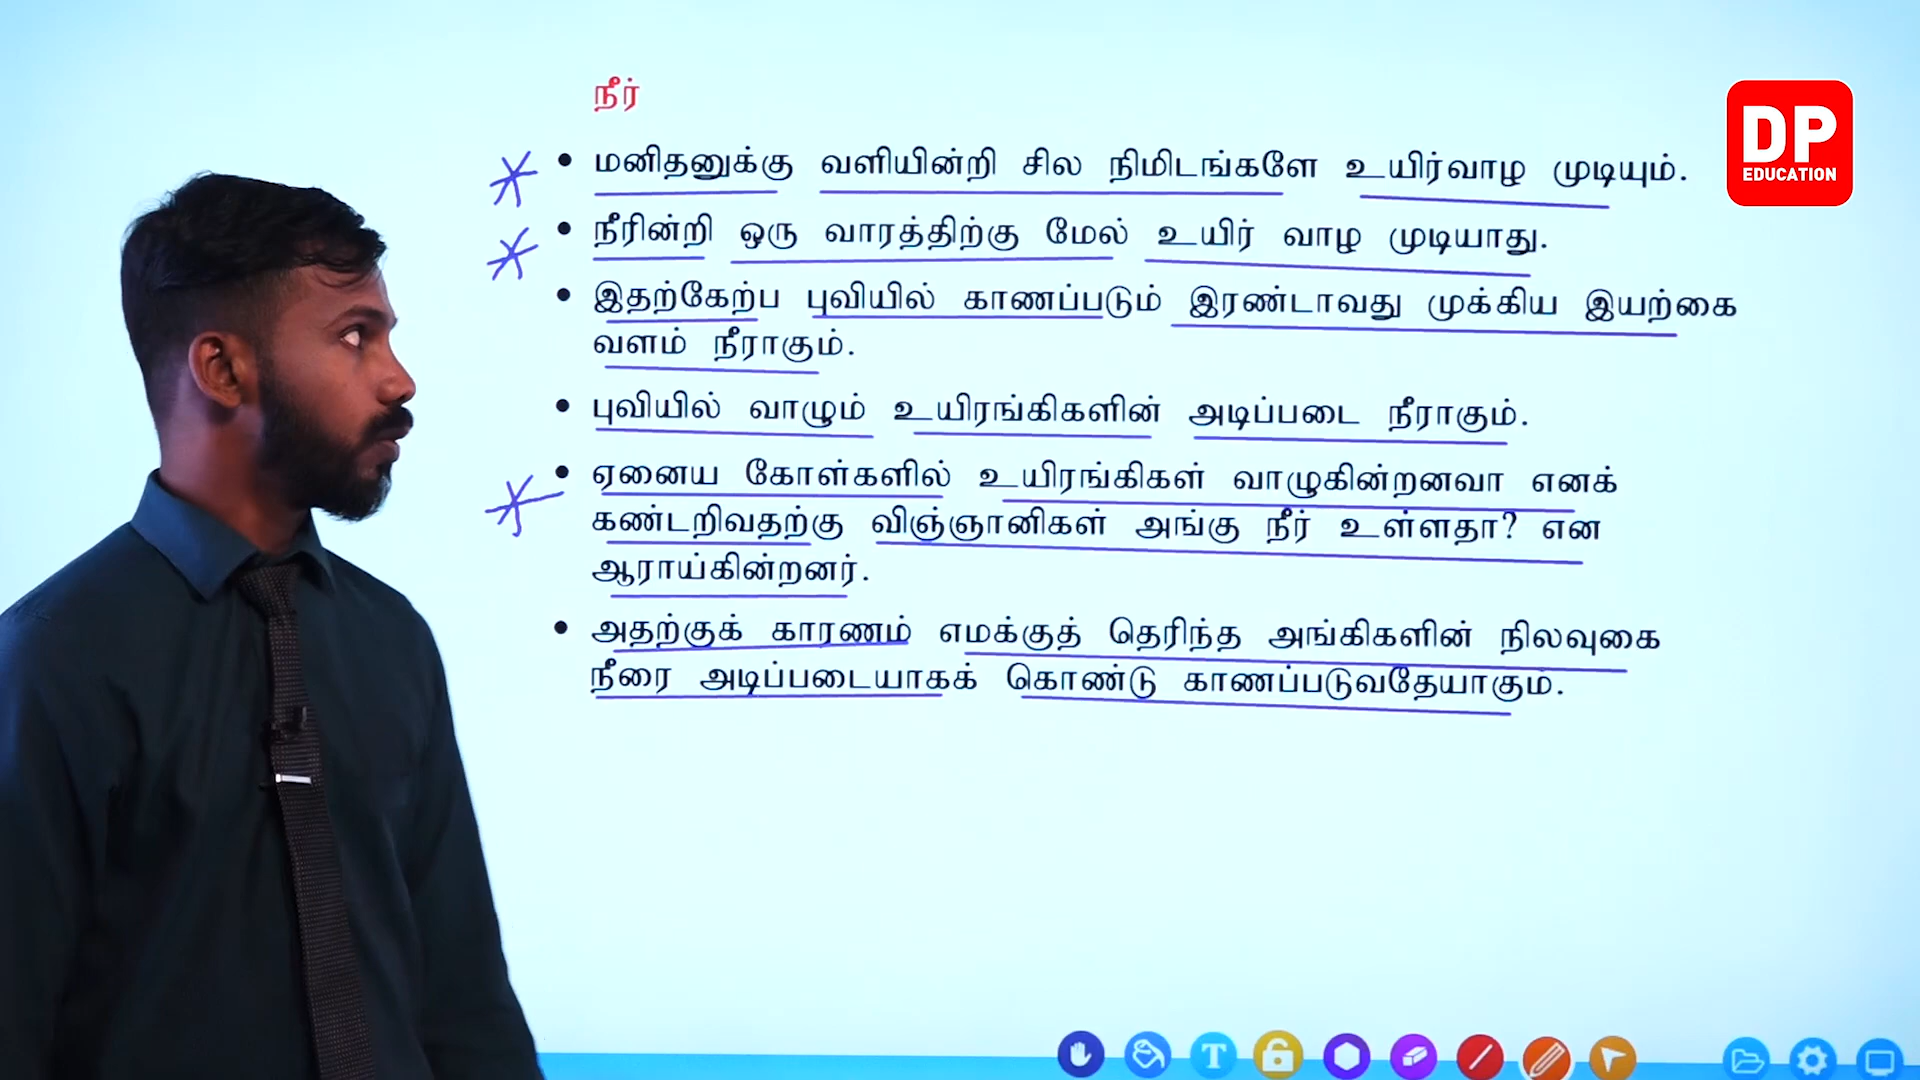 நீர்
DP
EDUCATION
• மனிதனுக்கு வளியின்றி சில நிமிடங்களே உயிர்வாழ முடியும்.
• நீரின்றி ஒரு வாரத்திற்கு மேல் உயிர் வாழ முடியாது.
• இதற்கேற்ப புவியில் காணப்படும் இரண்டாவது முக்கிய இயற்கை
வளம் நீராகும்.
• புவியில் வாழும் உயிரங்கிகளின் அடிப்படை நீராகும்.
• ஏனைய கோள்களில் உயிரங்கிகள் வாழுகின்றனவா எனக்
கண்டறிவதற்கு விஞ்ஞானிகள் அங்கு நீர் உள்ளதா? என
ஆராய்கின்றனர்.
• அதற்குக் காரணம் எமக்குத் தெரிந்த அங்கிகளின் நிலவுகை
நீரை அடிப்படையாகக் கொண்டு காணப்படுவதேயாகும்.
T